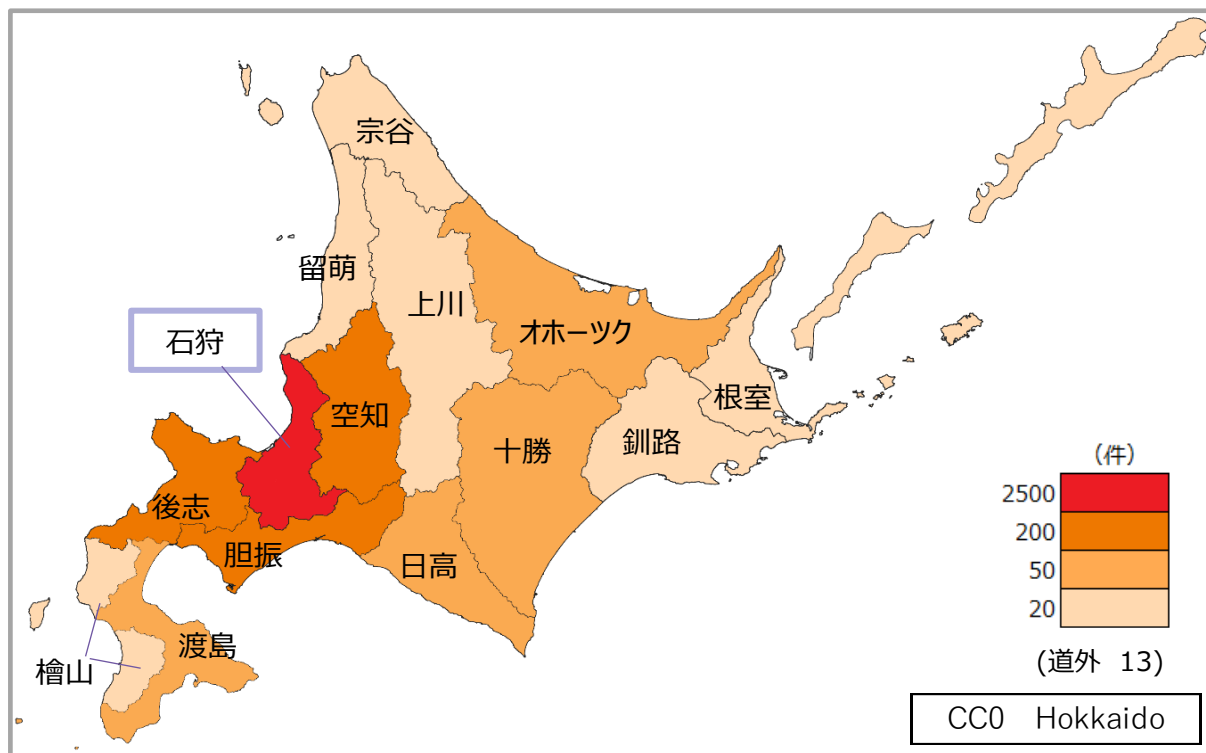 宗谷
留萌
上川
オホーツク
石狩
空知
根室
十勝
釧路
後志
胆振
日高
渡島
檜山
(件)
2500
200
50
20
(道外 13)
CC0 Hokkaido